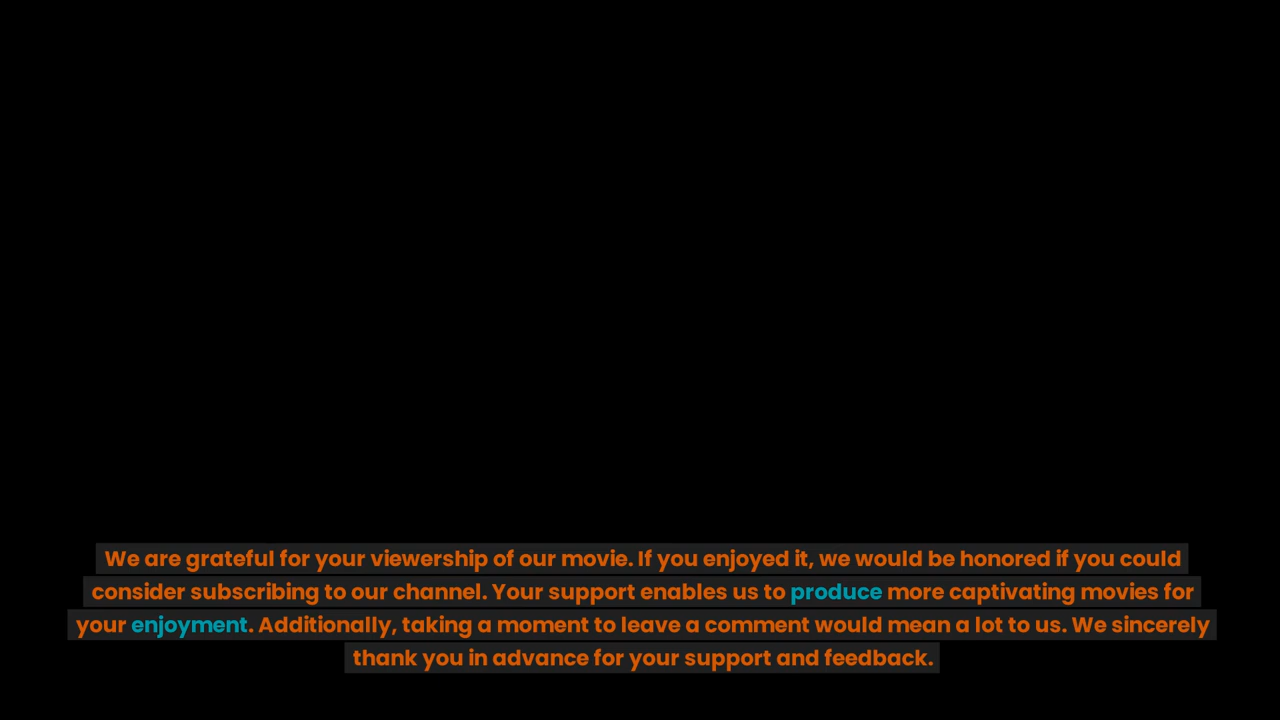 We are grateful for your viewership of our movie. If you enjoyed it, we would be honored if you could
consider subscribing to our channel. Your support enables us to produce more captivating movies for
your enjoyment. Additionally, taking a moment to leave a comment would mean a lot to us. We sincerely
thank you in advance for your support and feedback.